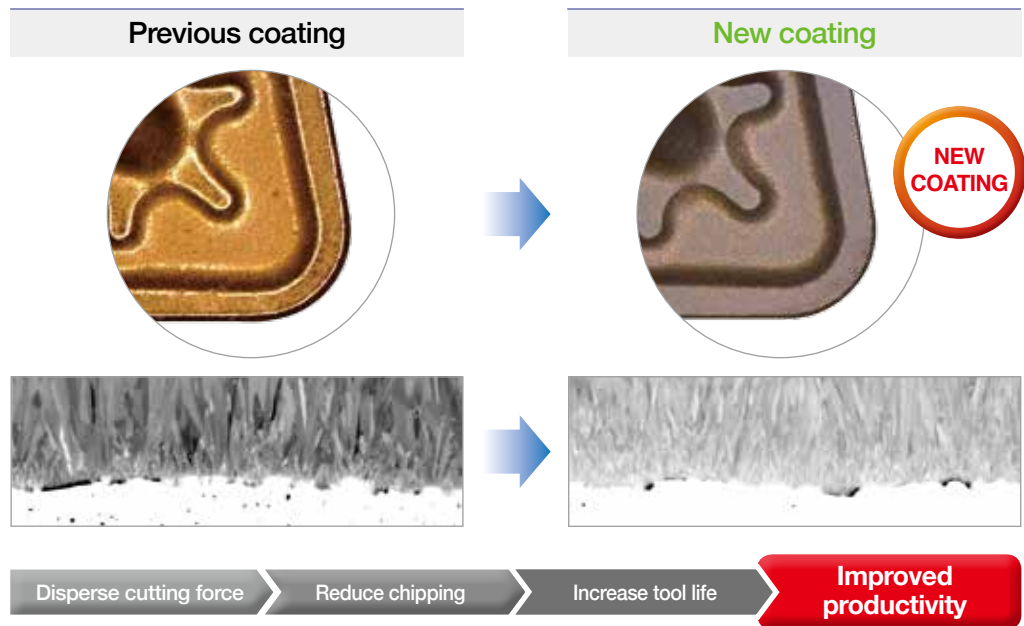 Previous coating
New coating
NEW
COATING
Disperse cutting force
Reduce chipping
Increase tool life
Improved
productivity